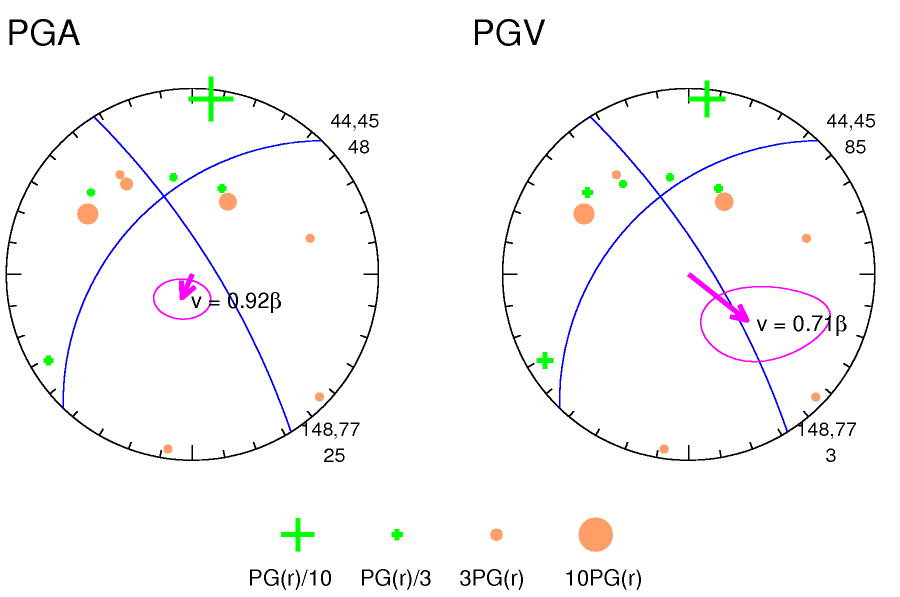 PGA
PGV
44,45
48
44,45
85
v = 0.92β
v = 0.71β
148,77
25
148,77
3
PG(r)/10 PG(r)/3 3PG(r) 10PG(r)